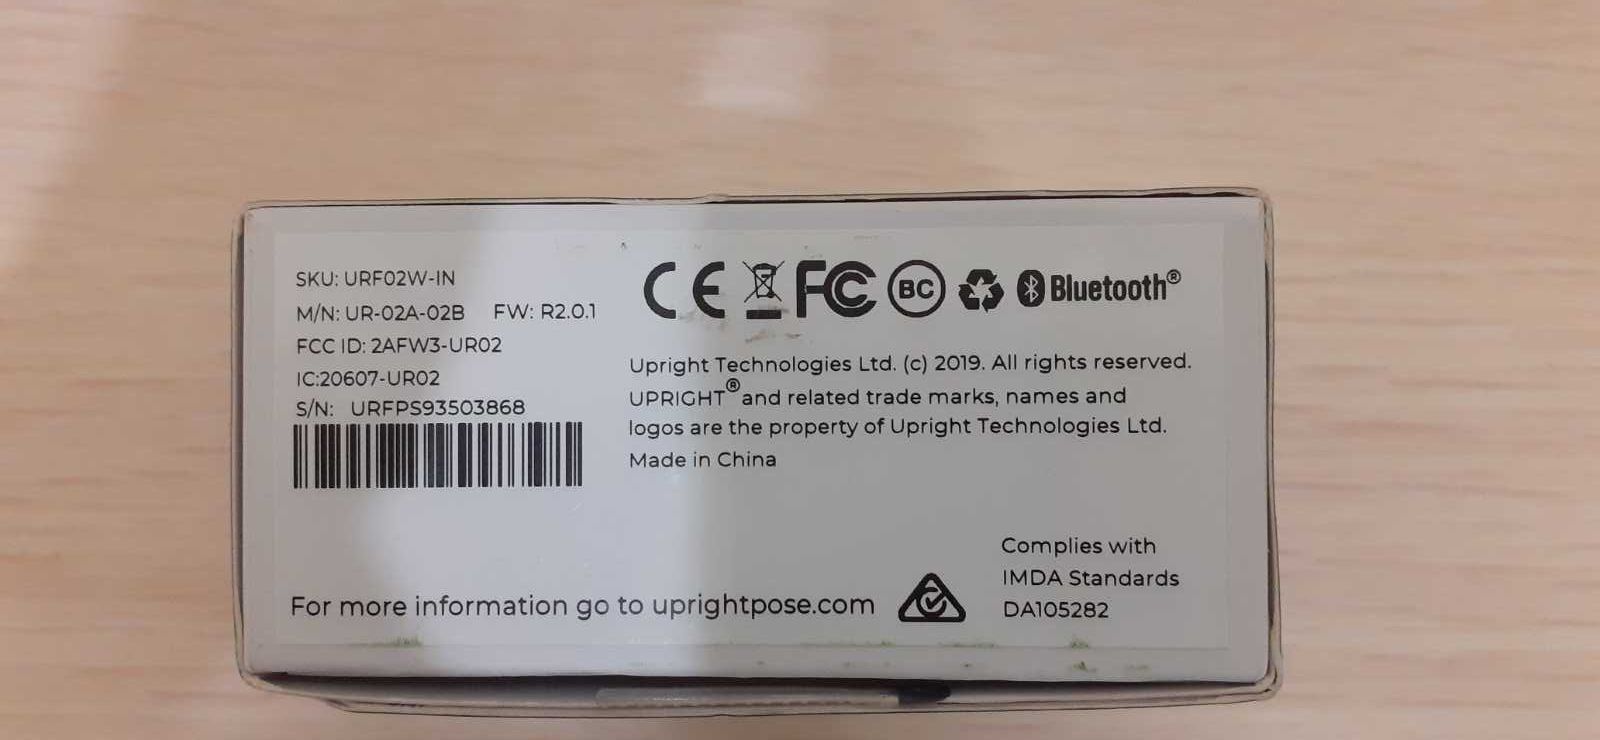 SKU: URF02W-IN
M/N: UR-02A-02B FW: R2.0.1
FCC ID: 2AFW3-UR02
IC:20607-UR02
S/N: URFPS93503868
CE FC BC Bluetooth®
Upright Technologies Ltd. (c) 2019. All rights reserved.
UPRIGHT® and related trade marks, names and
logos are the property of Upright Technologies Ltd.
Made in China
For more information go to uprightpose.com
Complies with
IMDA Standards
DA105282